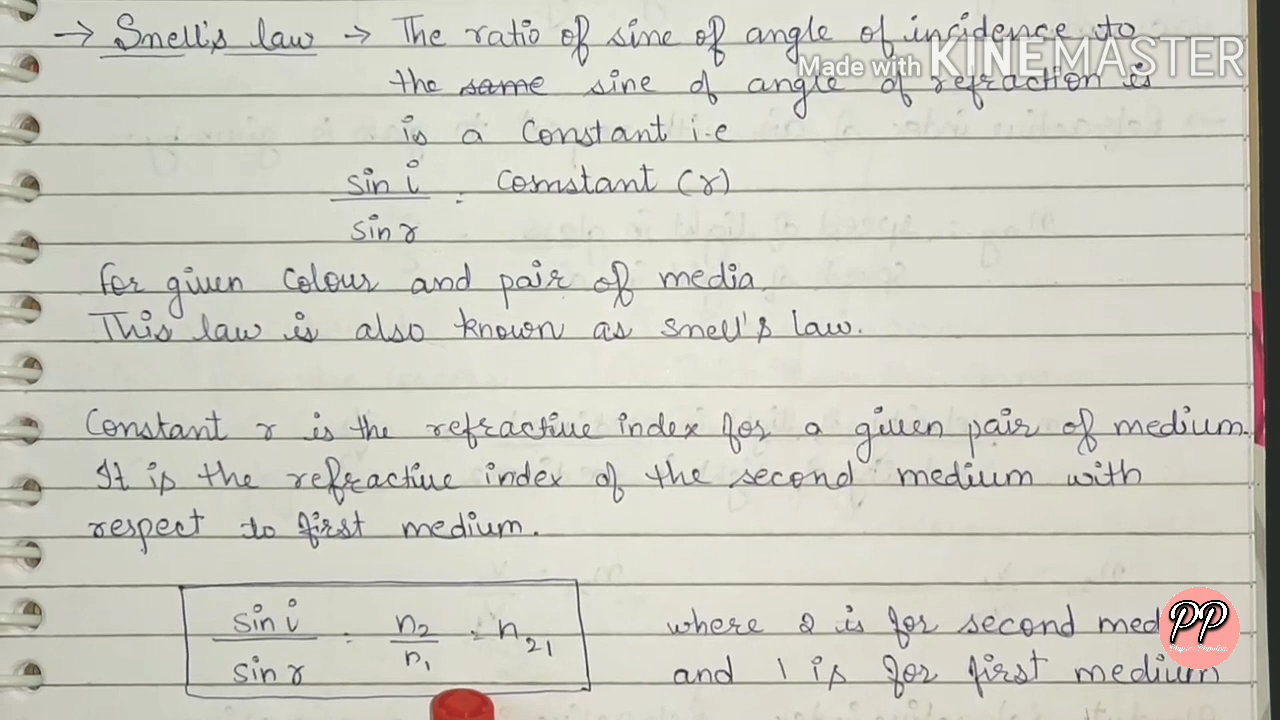 → Snell's law → The ratio of sine of angle of incidence to
Made with KINEMASTER
the same sine of angle of refraction is
is a constant i.e
sin i / sin r = constant (r)
for given colour and pair of media
This law is also known as snell's law.
Constant r is the refractive index for a given pair of medium.
It is the refractive index of the second medium with
respect to first medium.
sin i / sin r = n2 / n1 = n21 where 2 is for second med
and 1 is for first medium
PP